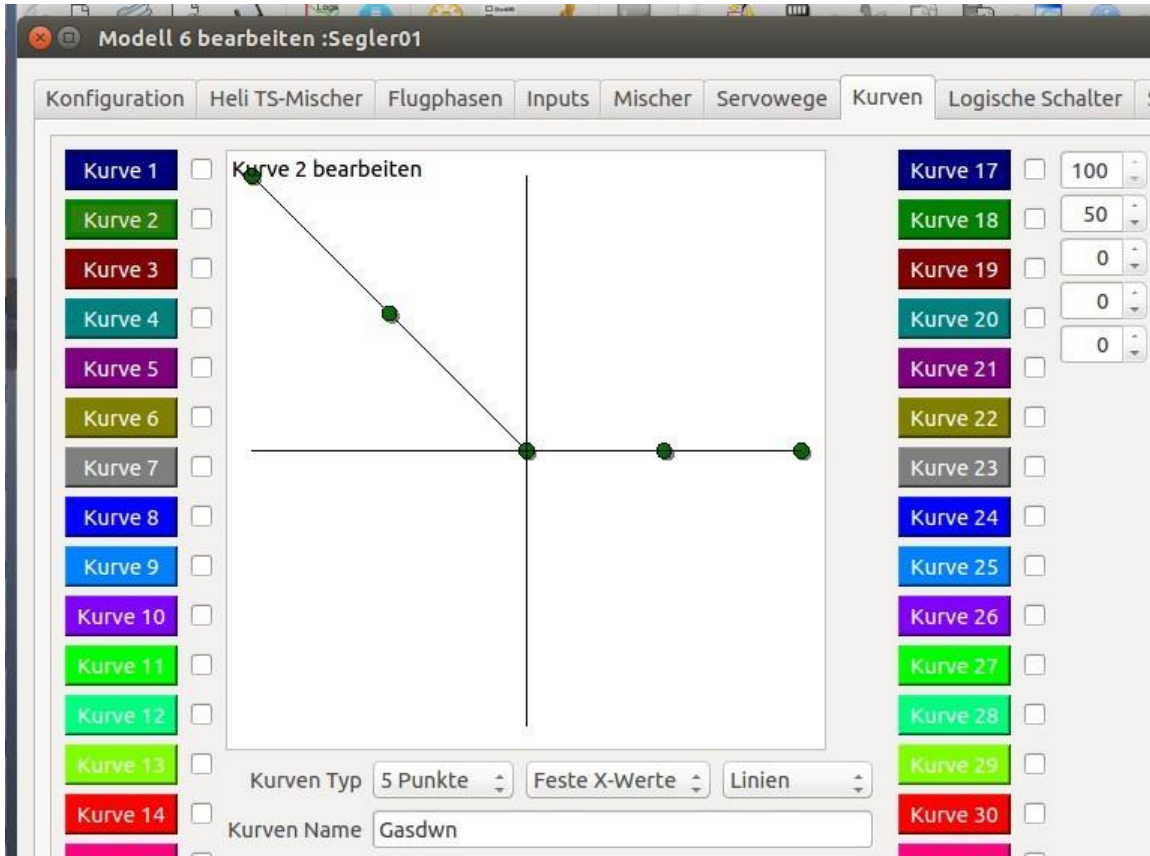 Modell 6 bearbeiten :Segler01
Konfiguration Heli TS-Mischer Flugphasen Inputs Mischer Servowege Kurven Logische Schalter
Kurve 2 bearbeiten
Kurve 1
Kurve 2
Kurve 3
Kurve 4
Kurve 5
Kurve 6
Kurve 7
Kurve 8
Kurve 9
Kurve 10
Kurve 11
Kurve 12
Kurve 13
Kurve 14
Kurve 17 100
Kurve 18 50
Kurve 19 0
Kurve 20 0
Kurve 21 0
Kurve 22
Kurve 23
Kurve 24
Kurve 25
Kurve 26
Kurve 27
Kurve 28
Kurve 29
Kurve 30
Kurven Typ 5 Punkte Feste X-Werte Linien
Kurven Name Gasdwn